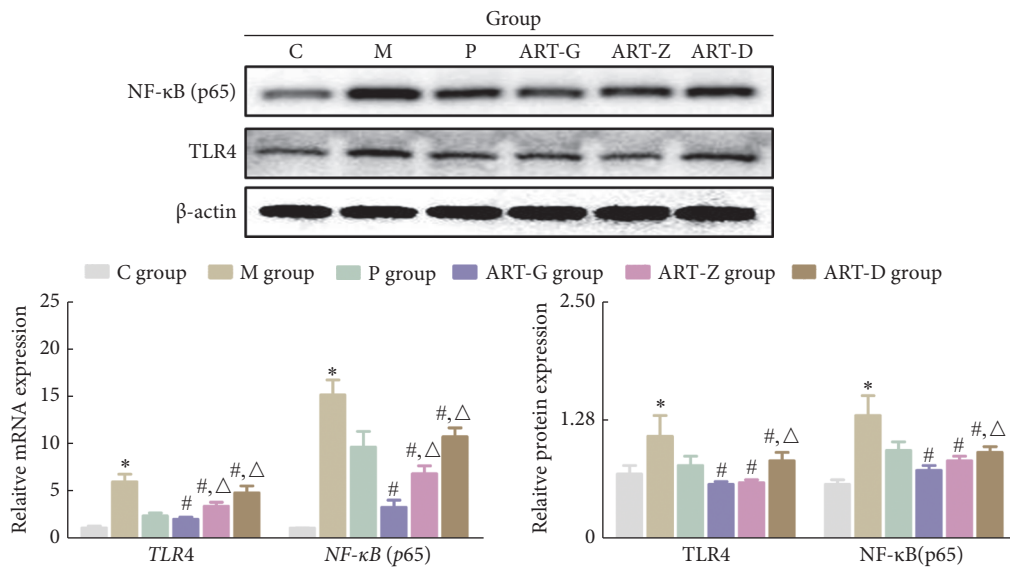 Group
C M P ART-G ART-Z ART-D
NF-κB (p65)
TLR4
β-actin
C group M group P group ART-G group ART-Z group ART-D group
Relaitve mRNA expression
25
20
15
10
5
0
*
#
#, △
#, △
*
#
#, △
#, △
TLR4 NF-κB (p65)
Relaitve protein expression
2.50
1.28
0
*
#
#
#, △
*
#
#
#, △
TLR4 NF-κB(p65)